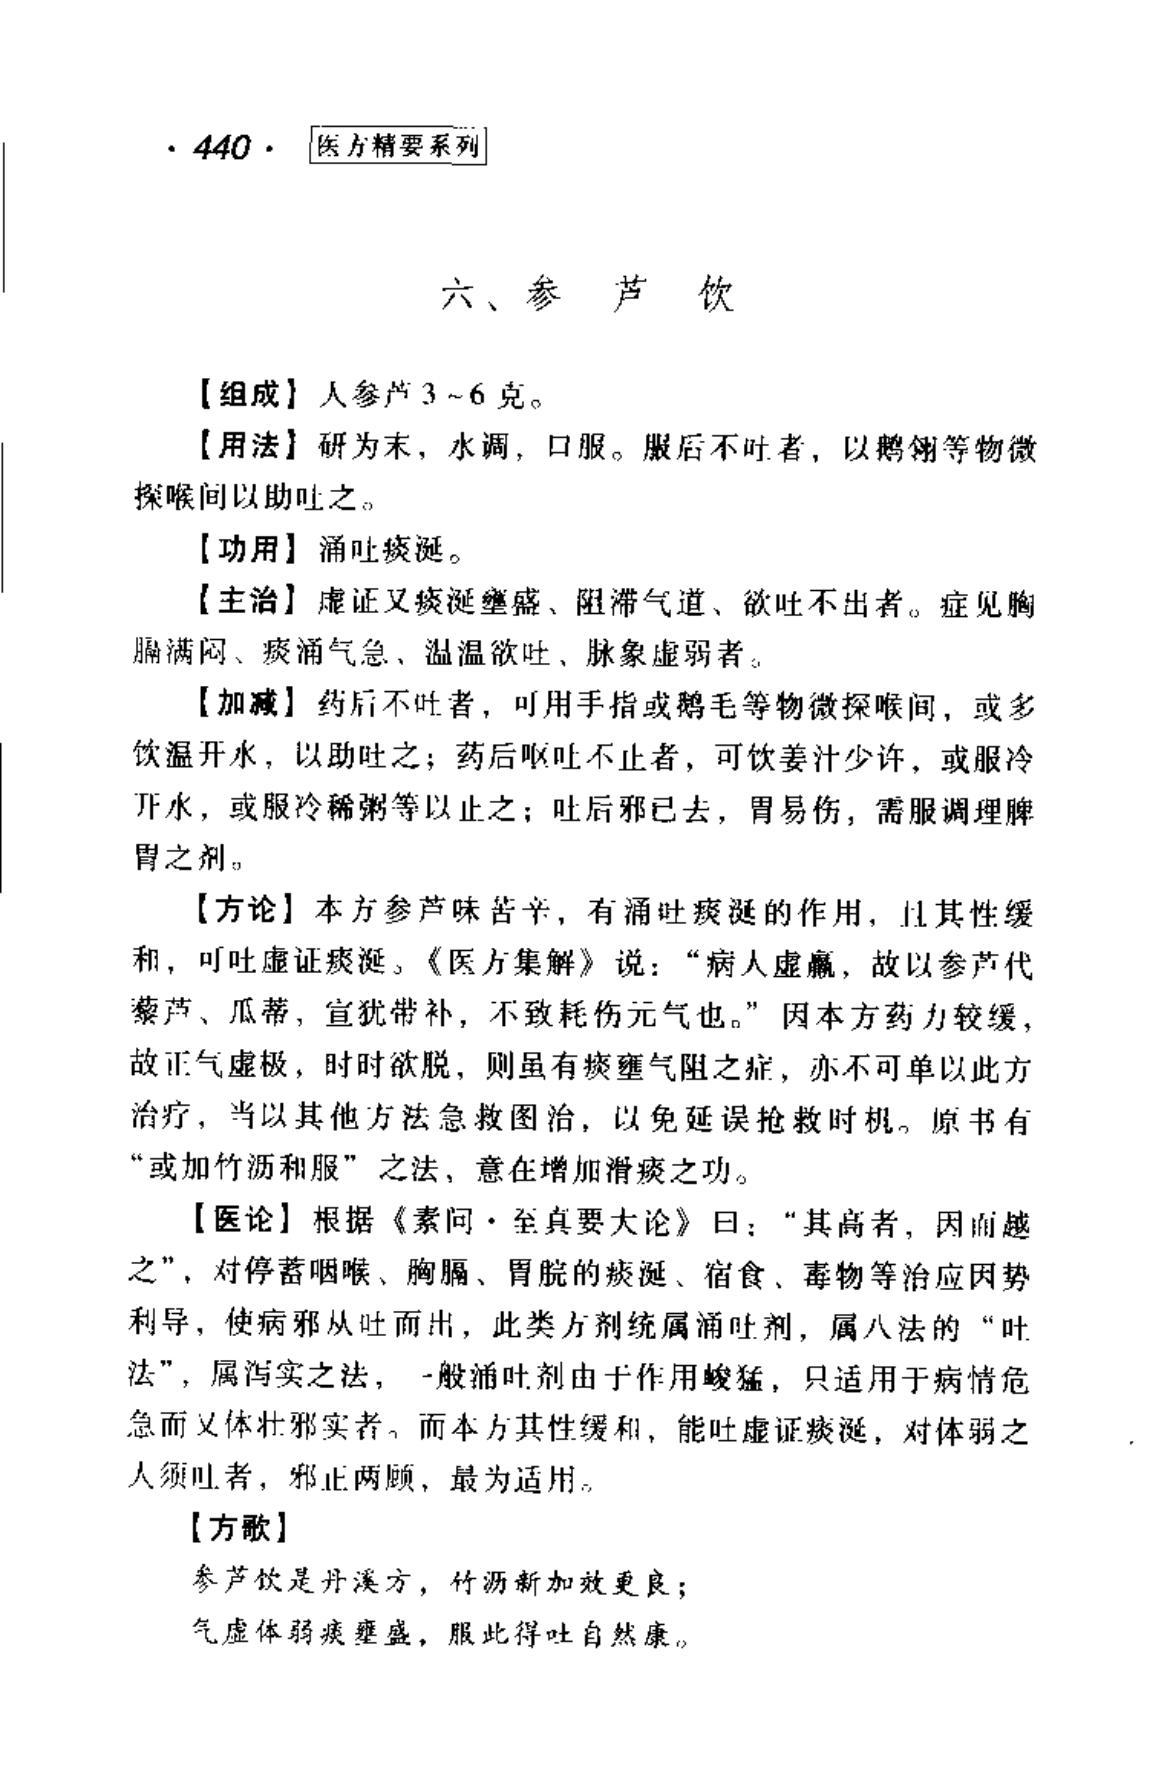 · 440 · 医方精要系列
六、参 芦 饮
【组成】 人参芦 3～6 克。
【用法】 研为末，水调，口服。服后不吐者，以鹅翎等物微
探喉间以助吐之。
【功用】 涌吐痰涎。
【主治】 虚证又痰涎壅盛、阻滞气道、欲吐不出者。症见胸
膈满闷、痰涌气急、温温欲吐、脉象虚弱者。
【加减】 药后不吐者，可用手指或鹅毛等物微探喉间，或多
饮温开水，以助吐之；药后呕吐不止者，可饮姜汁少许，或服冷
开水，或服冷稀粥等以止之；吐后邪已去，胃易伤，需服调理脾
胃之剂。
【方论】 本方参芦味苦辛，有涌吐痰涎的作用，且其性缓
和，可吐虚证痰涎。《医方集解》说：“病人虚羸，故以参芦代
藜芦、瓜蒂，宣犹带补，不致耗伤元气也。” 因本方药力较缓，
故正气虚极，时时欲脱，则虽有痰壅气阻之症，亦不可单以此方
治疗，当以其他方法急救图治，以免延误抢救时机。原书有
“或加竹沥和服” 之法，意在增加滑痰之功。
【医论】 根据《素问·至真要大论》曰：“其高者，因而越
之”，对停蓄咽喉、胸膈、胃脘的痰涎、宿食、毒物等治应因势
利导，使病邪从吐而出，此类方剂统属涌吐剂，属八法的 “吐
法”，属泻实之法，一般涌吐剂由于作用峻猛，只适用于病情危
急而又体壮邪实者。而本方其性缓和，能吐虚证痰涎，对体弱之
人须吐者，邪正两顾，最为适用。
【方歌】
参芦饮是丹溪方，竹沥新加效更良；
气虚体弱痰壅盛，服此得吐自然康。